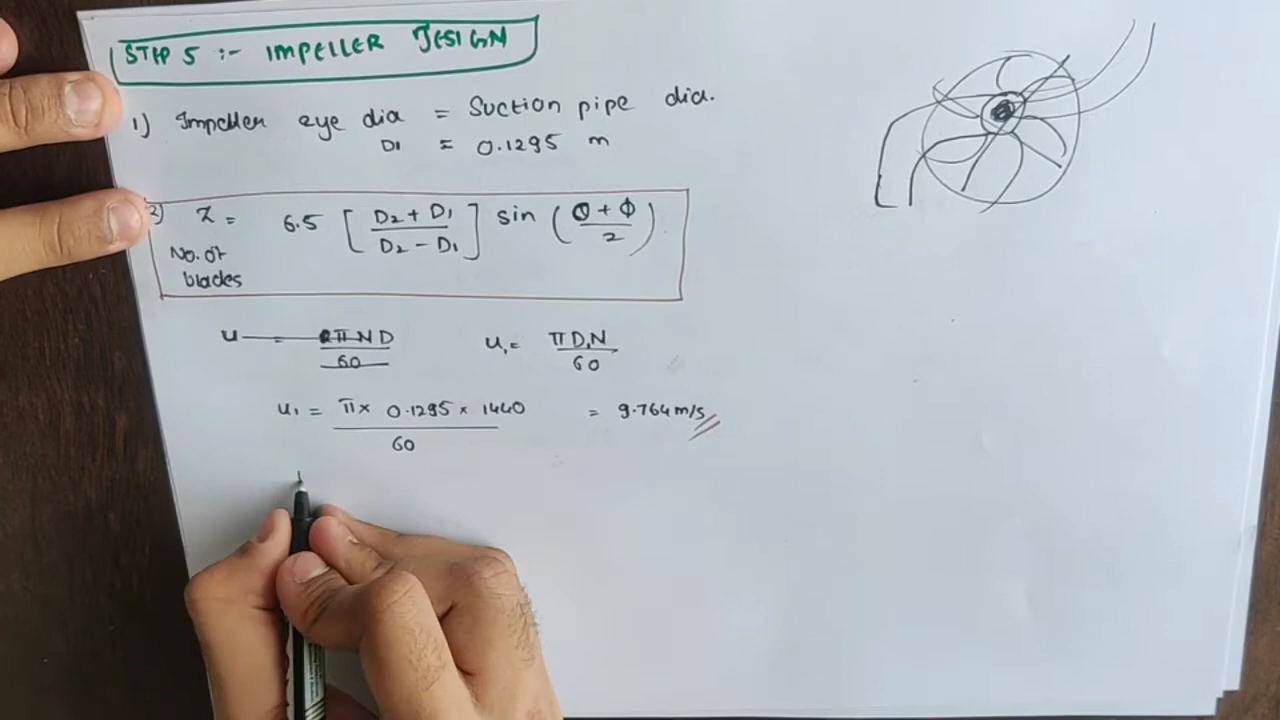 STEP 5 :- IMPELLER DESIGN
1) Impeller eye dia = Suction pipe dia.
D1 = 0.1295 m
2) Z = 6.5 [ D2 + D1 / D2 - D1 ] sin ( θ + Φ / 2 )
No. of
blades
u = πND / 60 u1 = πD1N / 60
u1 = π × 0.1295 × 1440 / 60 = 9.764 m/s